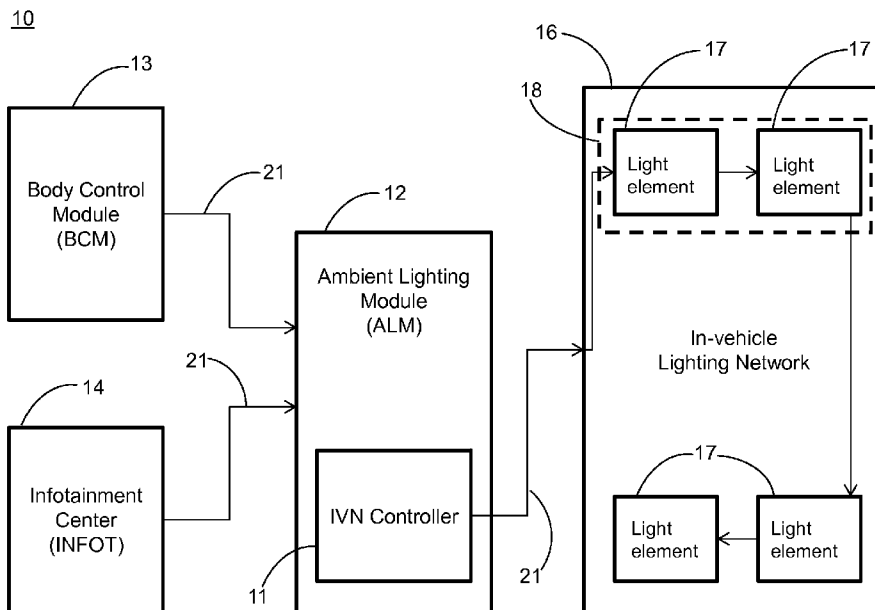 10
13
Body Control
Module
(BCM)
21
12
Ambient Lighting
Module
(ALM)
21
14
Infotainment
Center
(INFOT)
IVN Controller
11
21
16
17
17
18
Light
element
Light
element
In-vehicle
Lighting Network
17
Light
element
Light
element